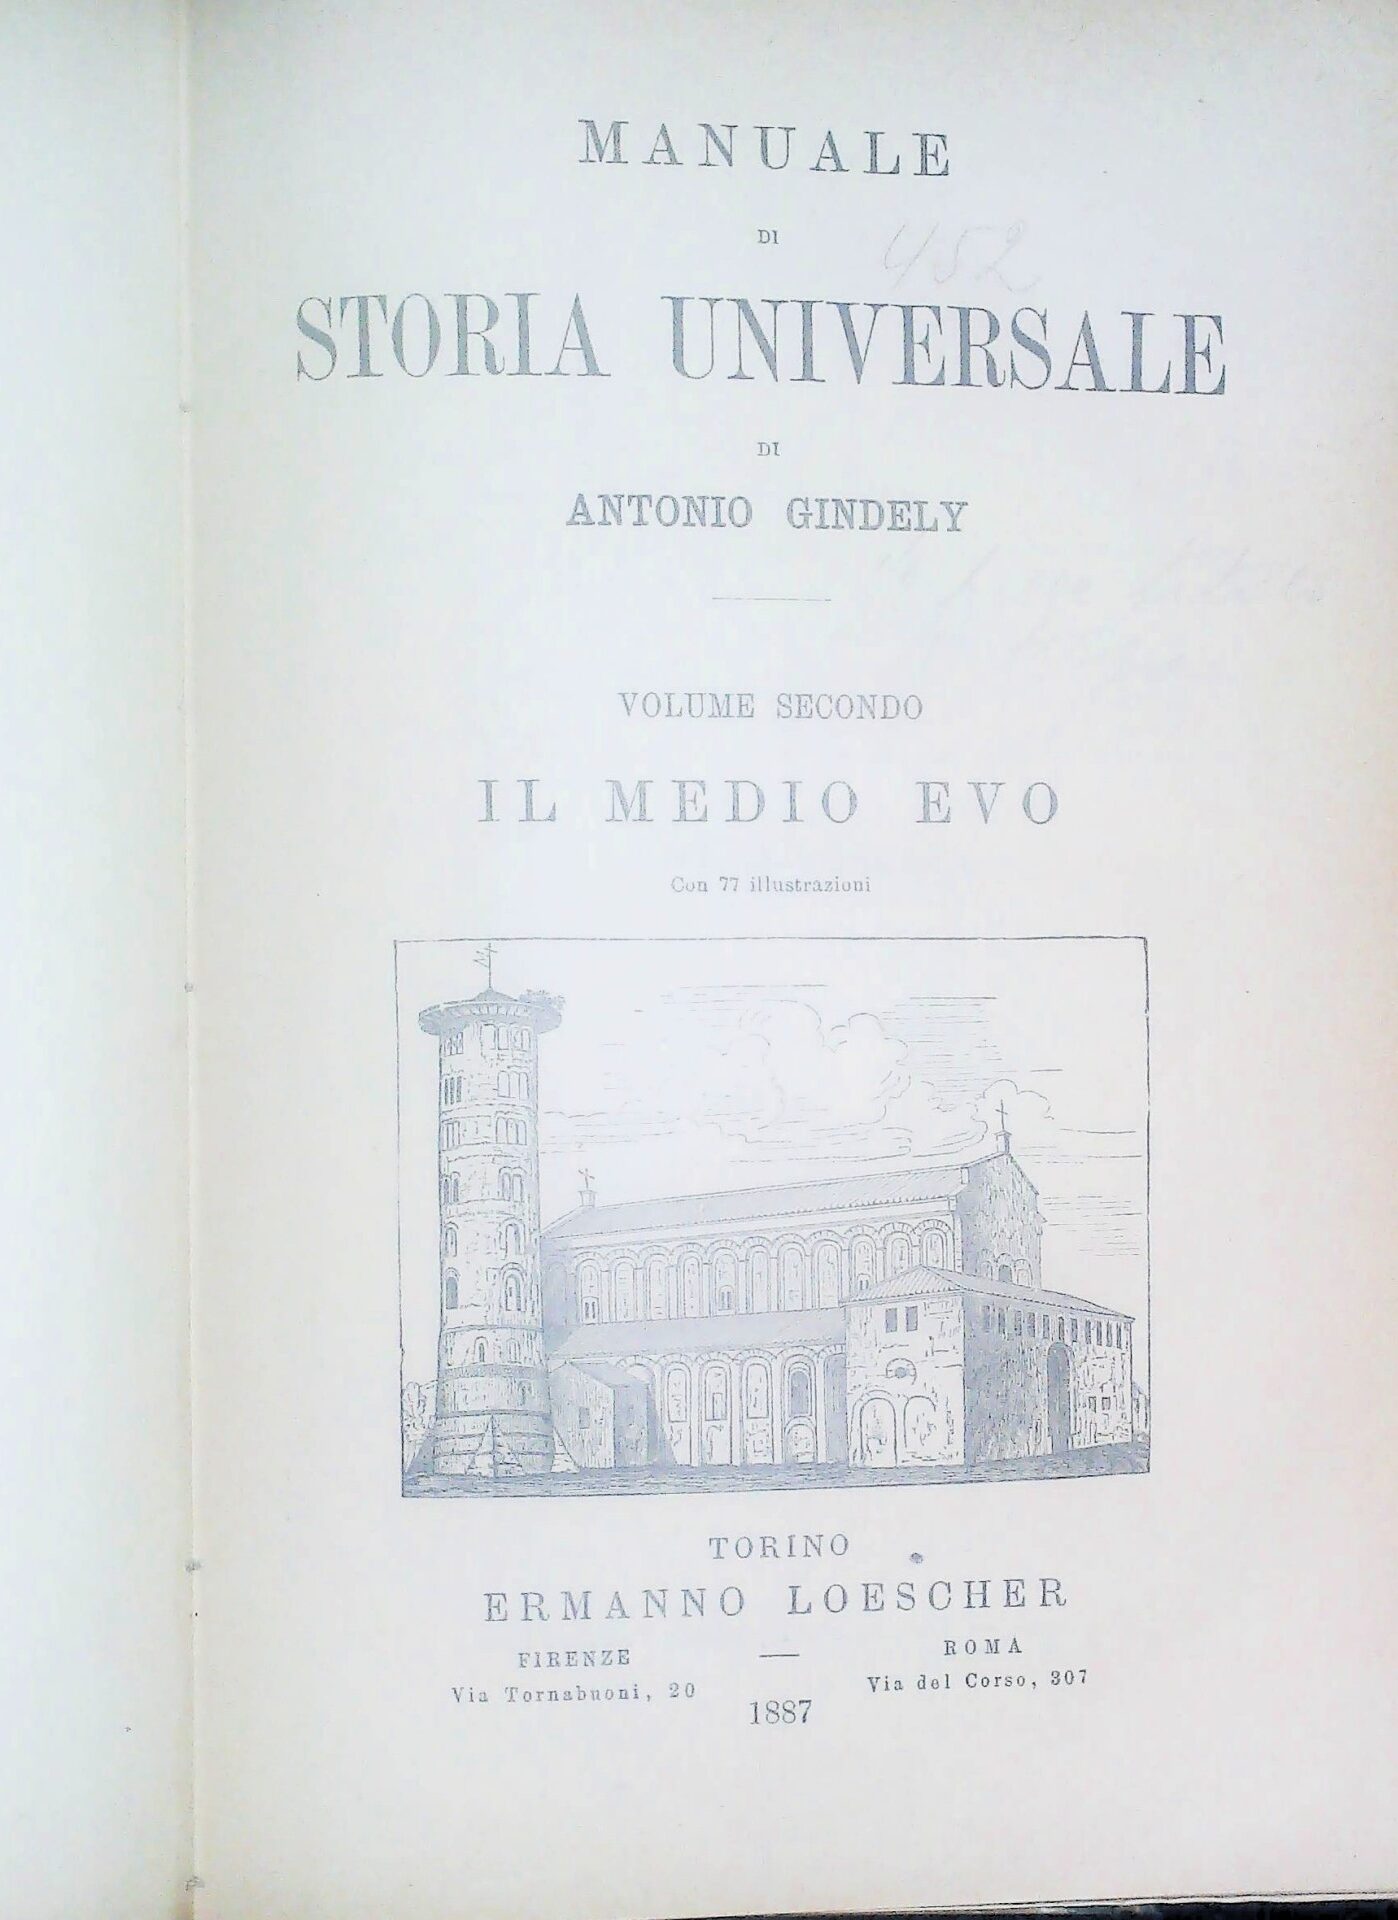 MANUALE
DI
452
STORIA UNIVERSALE
DI
ANTONIO GINDELY
VOLUME SECONDO
IL MEDIO EVO
Con 77 illustrazioni
TORINO
ERMANNO LOESCHER
FIRENZE
Via Tornabuoni, 20
ROMA
Via del Corso, 307
1887